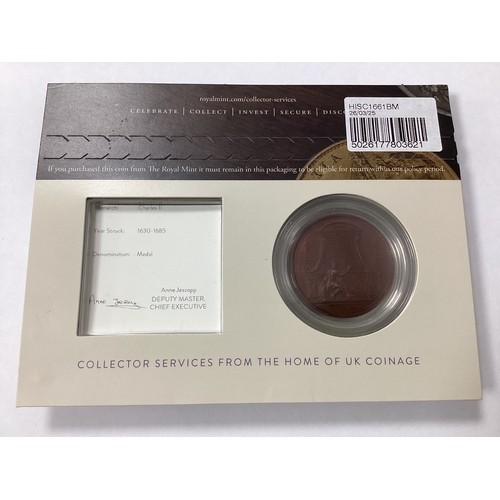 royalmint.com/collector-services
CELEBRATE | COLLECT | INVEST | SECURE |
HISC1661BM
26/03/25
5026177803621
If you purchased this coin from The Royal Mint it must remain in this packaging to be eligible for return within our policy period.
Monarch: Charles II
Year Struck: 1630-1685
Denomination: Medal
Anne Jessopp
DEPUTY MASTER,
CHIEF EXECUTIVE
COLLECTOR SERVICES FROM THE HOME OF UK COINAGE